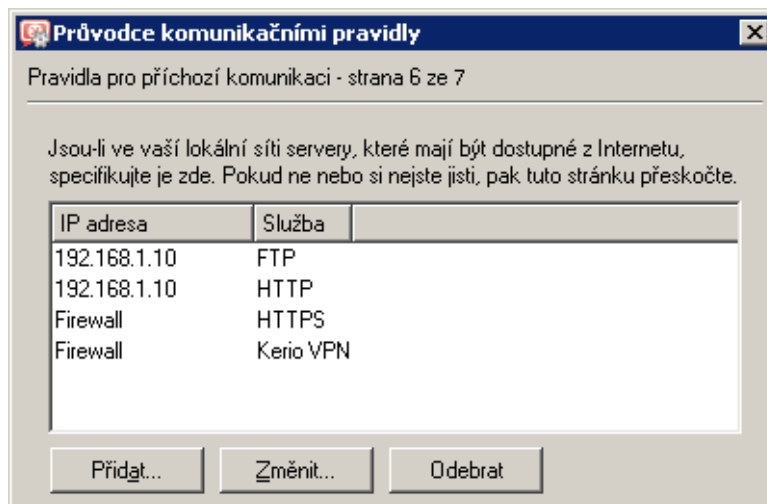 Průvodce komunikačními pravidly
Pravidla pro příchozí komunikaci - strana 6 ze 7
Jsou-li ve vaší lokální síti servery, které mají být dostupné z Internetu,
specifikujte je zde. Pokud ne nebo si nejste jisti, pak tuto stránku přeskočte.
IP adresa Služba
192.168.1.10 FTP
192.168.1.10 HTTP
Firewall HTTPS
Firewall Kerio VPN
Přidat... Změnit... Odebrat